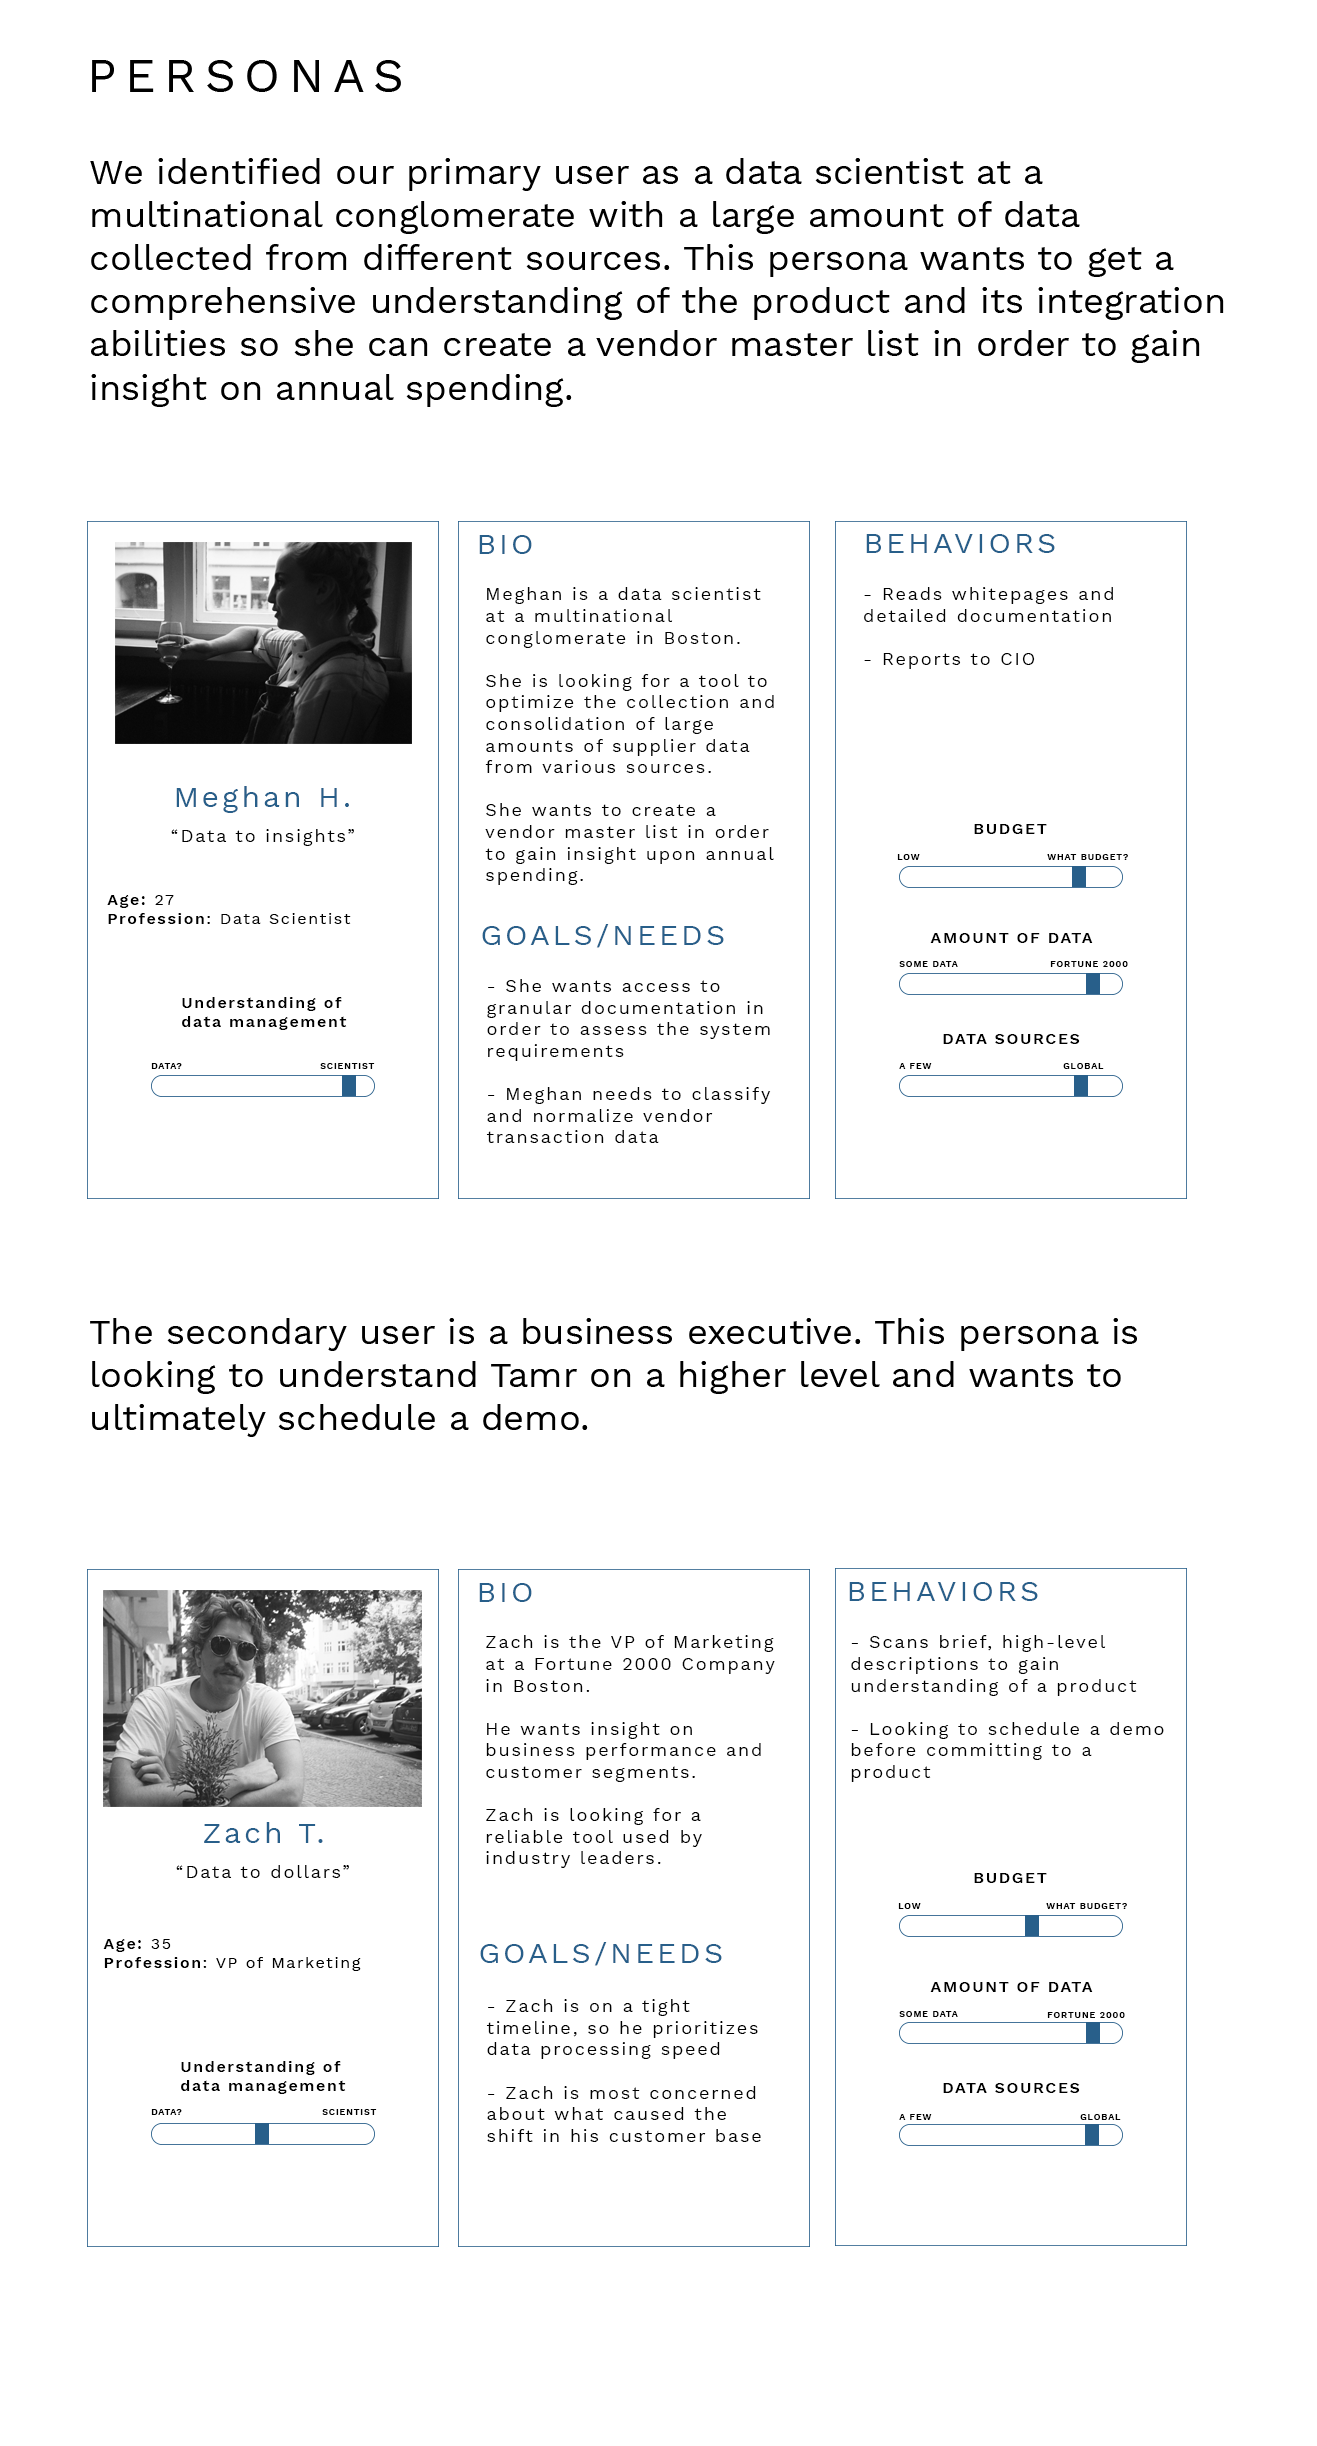 PERSONAS
We identified our primary user as a data scientist at a
multinational conglomerate with a large amount of data
collected from different sources. This persona wants to get a
comprehensive understanding of the product and its integration
abilities so she can create a vendor master list in order to gain
insight on annual spending.
Meghan H.
“Data to insights”
Age: 27
Profession: Data Scientist
Understanding of
data management
DATA? SCIENTIST
BIO
Meghan is a data scientist
at a multinational
conglomerate in Boston.
She is looking for a tool to
optimize the collection and
consolidation of large
amounts of supplier data
from various sources.
She wants to create a
vendor master list in order
to gain insight upon annual
spending.
GOALS/NEEDS
- She wants access to
granular documentation in
order to assess the system
requirements
- Meghan needs to classify
and normalize vendor
transaction data
BEHAVIORS
- Reads whitepages and
detailed documentation
- Reports to CIO
BUDGET
LOW WHAT BUDGET?
AMOUNT OF DATA
SOME DATA FORTUNE 2000
DATA SOURCES
A FEW GLOBAL
The secondary user is a business executive. This persona is
looking to understand Tamr on a higher level and wants to
ultimately schedule a demo.
Zach T.
“Data to dollars”
Age: 35
Profession: VP of Marketing
Understanding of
data management
DATA? SCIENTIST
BIO
Zach is the VP of Marketing
at a Fortune 2000 Company
in Boston.
He wants insight on
business performance and
customer segments.
Zach is looking for a
reliable tool used by
industry leaders.
GOALS/NEEDS
- Zach is on a tight
timeline, so he prioritizes
data processing speed
- Zach is most concerned
about what caused the
shift in his customer base
BEHAVIORS
- Scans brief, high-level
descriptions to gain
understanding of a product
- Looking to schedule a demo
before committing to a
product
BUDGET
LOW WHAT BUDGET?
AMOUNT OF DATA
SOME DATA FORTUNE 2000
DATA SOURCES
A FEW GLOBAL